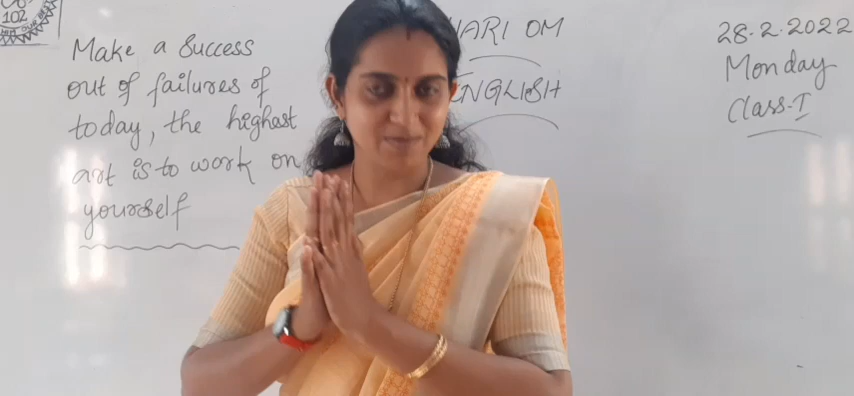 102
Make a Success
out of failures of
today, the highest
art is to work on
yourself
HARI OM
ENGLISH
28.2.2022
Monday
Class-I